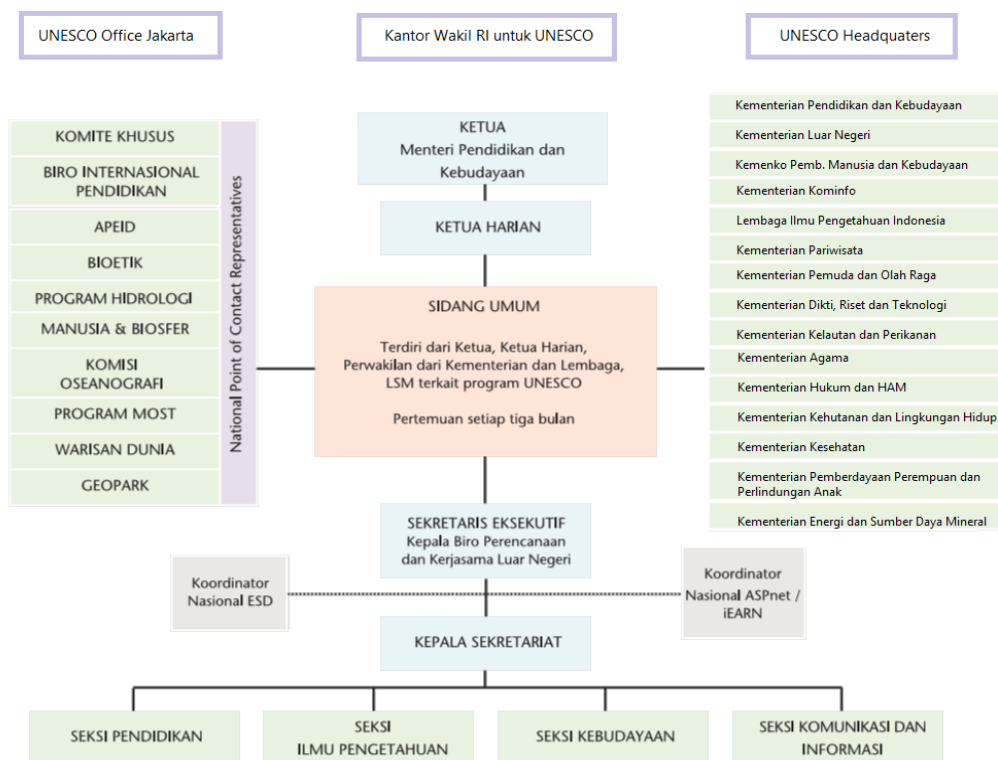 UNESCO Office Jakarta
Kantor Wakil RI untuk UNESCO
UNESCO Headquaters
KOMITE KHUSUS
BIRO INTERNASIONAL
PENDIDIKAN
APEID
BIOETIK
PROGRAM HIDROLOGI
MANUSIA & BIOSFER
KOMISI
OSEANOGRAFI
PROGRAM MOST
WARISAN DUNIA
GEOPARK
National Point of Contact Representatives
KETUA
Menteri Pendidikan dan
Kebudayaan
KETUA HARIAN
SIDANG UMUM
Terdiri dari Ketua, Ketua Harian,
Perwakilan dari Kementerian dan Lembaga,
LSM terkait program UNESCO
Pertemuan setiap tiga bulan
Kementerian Pendidikan dan Kebudayaan
Kementerian Luar Negeri
Kemenko Pemb. Manusia dan Kebudayaan
Kementerian Kominfo
Lembaga Ilmu Pengetahuan Indonesia
Kementerian Pariwisata
Kementerian Pemuda dan Olah Raga
Kementerian Dikti, Riset dan Teknologi
Kementerian Kelautan dan Perikanan
Kementerian Agama
Kementerian Hukum dan HAM
Kementerian Kehutanan dan Lingkungan Hidup
Kementerian Kesehatan
Kementerian Pemberdayaan Perempuan dan
Perlindungan Anak
Kementerian Energi dan Sumber Daya Mineral
SEKRETARIS EKSEKUTIF
Kepala Biro Perencanaan
dan Kerjasama Luar Negeri
Koordinator
Nasional ESD
Koordinator
Nasional ASPnet /
iEARN
KEPALA SEKRETARIAT
SEKSI PENDIDIKAN
SEKSI
ILMU PENGETAHUAN
SEKSI KEBUDAYAAN
SEKSI KOMUNIKASI DAN
INFORMASI